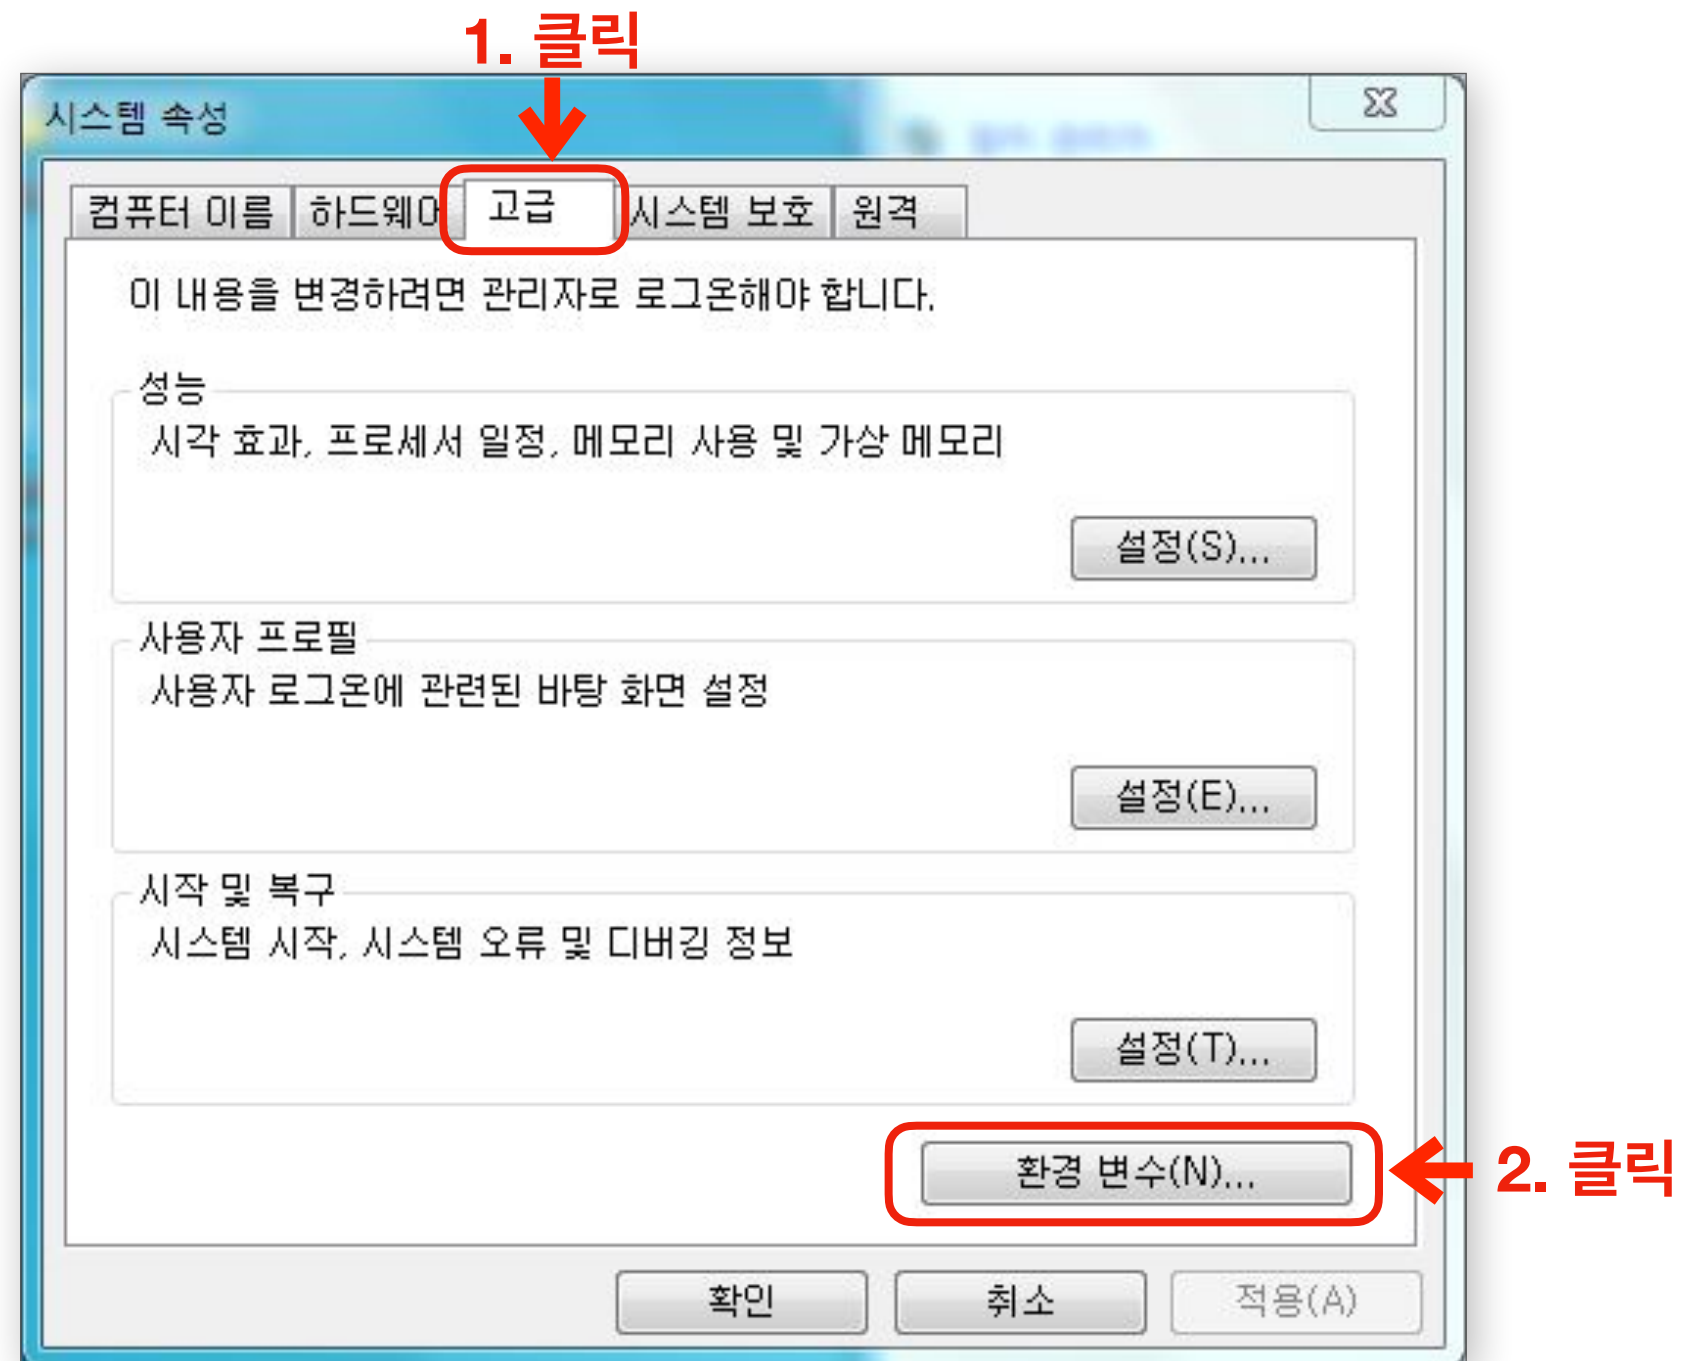 1. 클릭
시스템 속성
컴퓨터 이름 하드웨어 고급 시스템 보호 원격
이 내용을 변경하려면 관리자로 로그온해야 합니다.
성능
시각 효과, 프로세서 일정, 메모리 사용 및 가상 메모리
설정(S)...
사용자 프로필
사용자 로그온에 관련된 바탕 화면 설정
설정(E)...
시작 및 복구
시스템 시작, 시스템 오류 및 디버깅 정보
설정(T)...
환경 변수(N)...
2. 클릭
확인 취소 적용(A)